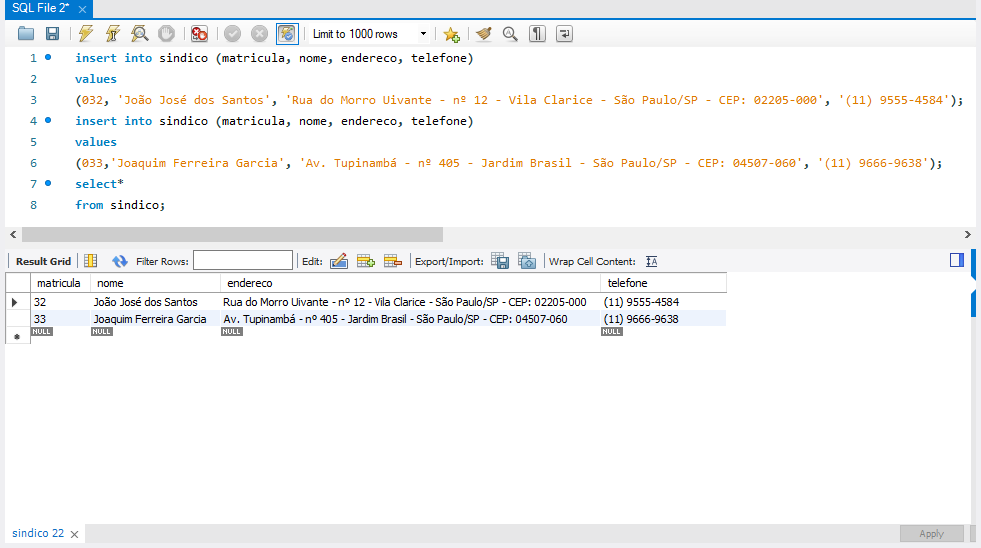 SQL File 2*
Limit to 1000 rows
1 insert into sindico (matricula, nome, endereco, telefone)
2 values
3 (032, 'João José dos Santos', 'Rua do Morro Uivante - nº 12 - Vila Clarice - São Paulo/SP - CEP: 02205-000', '(11) 9555-4584');
4 insert into sindico (matricula, nome, endereco, telefone)
5 values
6 (033,'Joaquim Ferreira Garcia', 'Av. Tupinambá - nº 405 - Jardim Brasil - São Paulo/SP - CEP: 04507-060', '(11) 9666-9638');
7 select*
8 from sindico;
Result Grid Filter Rows: Edit: Export/Import: Wrap Cell Content:
matricula nome endereco telefone
32 João José dos Santos Rua do Morro Uivante - nº 12 - Vila Clarice - São Paulo/SP - CEP: 02205-000 (11) 9555-4584
33 Joaquim Ferreira Garcia Av. Tupinambá - nº 405 - Jardim Brasil - São Paulo/SP - CEP: 04507-060 (11) 9666-9638
NULL NULL NULL NULL
sindico 22 Apply